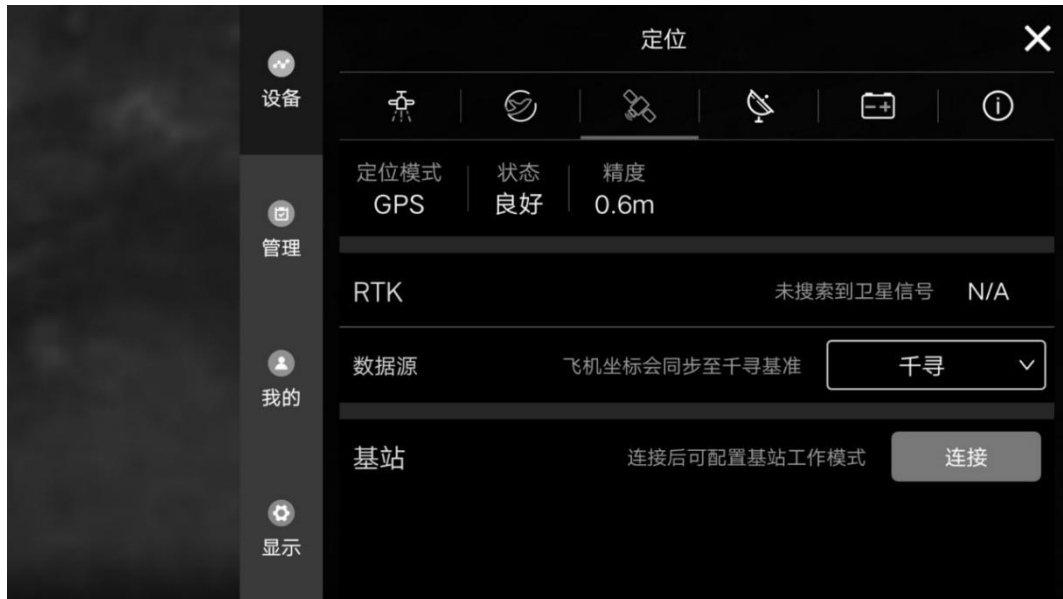 定位
设备
管理
我的
显示
定位模式 状态 精度
GPS 良好 0.6m
RTK 未搜索到卫星信号 N/A
数据源 飞机坐标会同步至千寻基准 千寻
基站 连接后可配置基站工作模式 连接